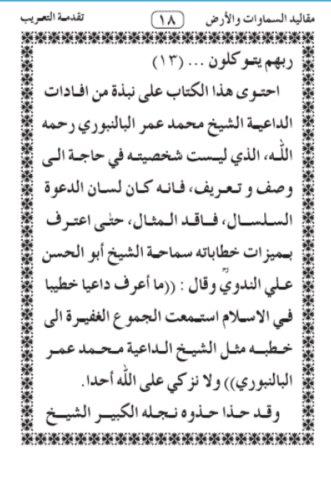 مقاليد السماوات والأرض ١٨ تقدمة التعريب
ربهم يتوكلون ... (١٣)
احتوى هذا الكتاب على نبذة من افادات
الداعية الشيخ محمد عمر البالنبوري رحمه
الله، الذي ليست شخصيته في حاجة الى
وصف و تعريف، فانه كان لسان الدعوة
السلسال، فاقد المثال، حتى اعترف
بميزات خطاباته سماحة الشيخ أبو الحسن
علي الندويؒ وقال : ((ما أعرف داعيا خطيبا
في الاسلام استمعت الجموع الغفيرة الى
خطبه مثل الشيخ الداعية محمد عمر
البالنبوري)) ولا نزكي على الله أحدا.
وقد حذا حذوه نجله الكبير الشيخ